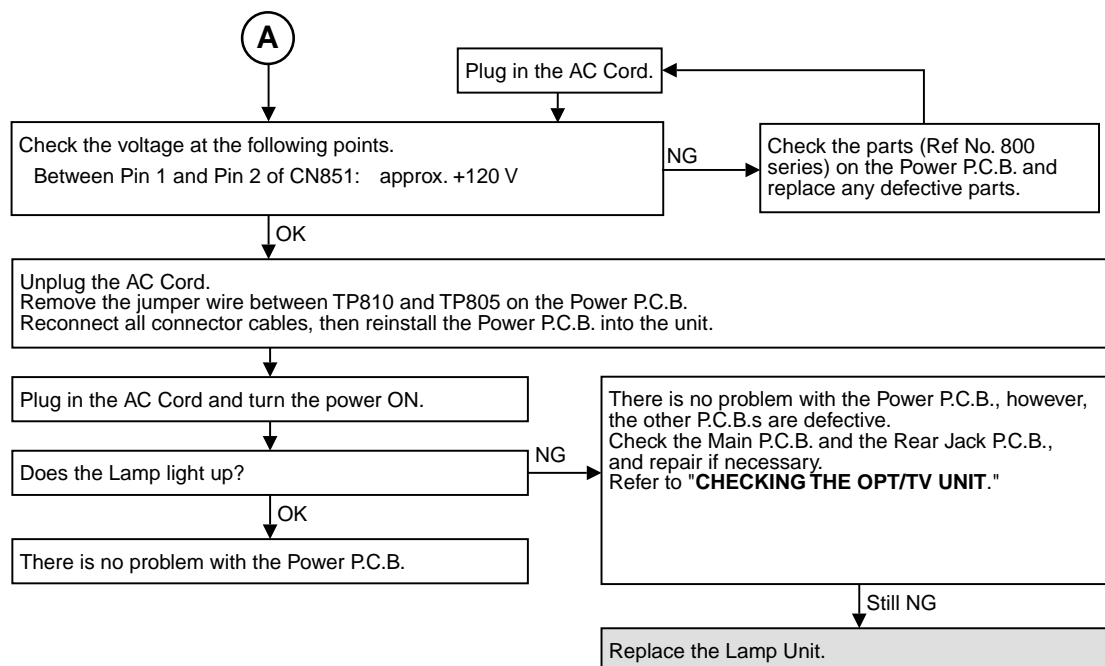 A
Plug in the AC Cord.
Check the voltage at the following points.
Between Pin 1 and Pin 2 of CN851: approx. +120 V
NG
Check the parts (Ref No. 800
series) on the Power P.C.B. and
replace any defective parts.
OK
Unplug the AC Cord.
Remove the jumper wire between TP810 and TP805 on the Power P.C.B.
Reconnect all connector cables, then reinstall the Power P.C.B. into the unit.
Plug in the AC Cord and turn the power ON.
Does the Lamp light up?
NG
There is no problem with the Power P.C.B., however,
the other P.C.B.s are defective.
Check the Main P.C.B. and the Rear Jack P.C.B.,
and repair if necessary.
Refer to "CHECKING THE OPT/TV UNIT."
OK
There is no problem with the Power P.C.B.
Still NG
Replace the Lamp Unit.